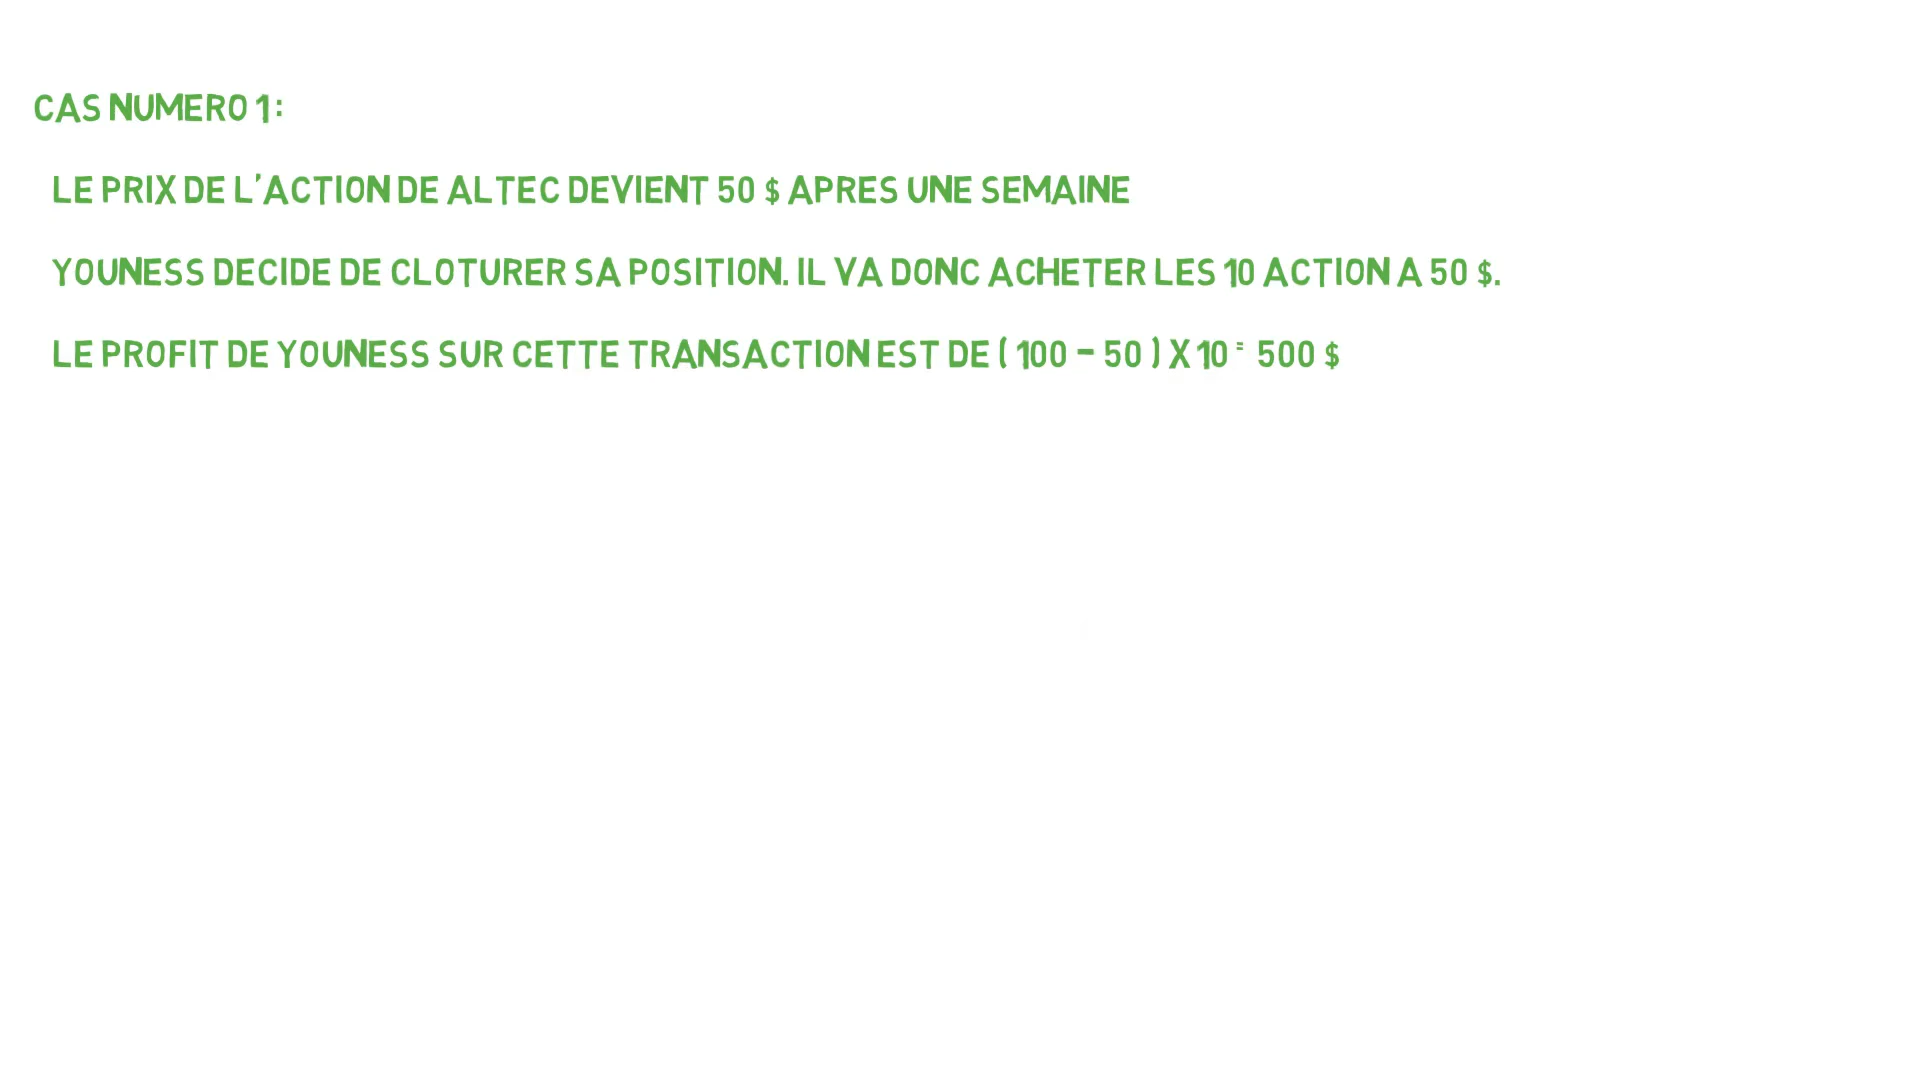 CAS NUMERO 1:
LE PRIX DE L'ACTION DE ALTEC DEVIENT 50 $ APRES UNE SEMAINE
YOUNESS DECIDE DE CLOTURER SA POSITION. IL VA DONC ACHETER LES 10 ACTION A 50 $.
LE PROFIT DE YOUNESS SUR CETTE TRANSACTION EST DE ( 100 - 50 ) X 10 = 500 $